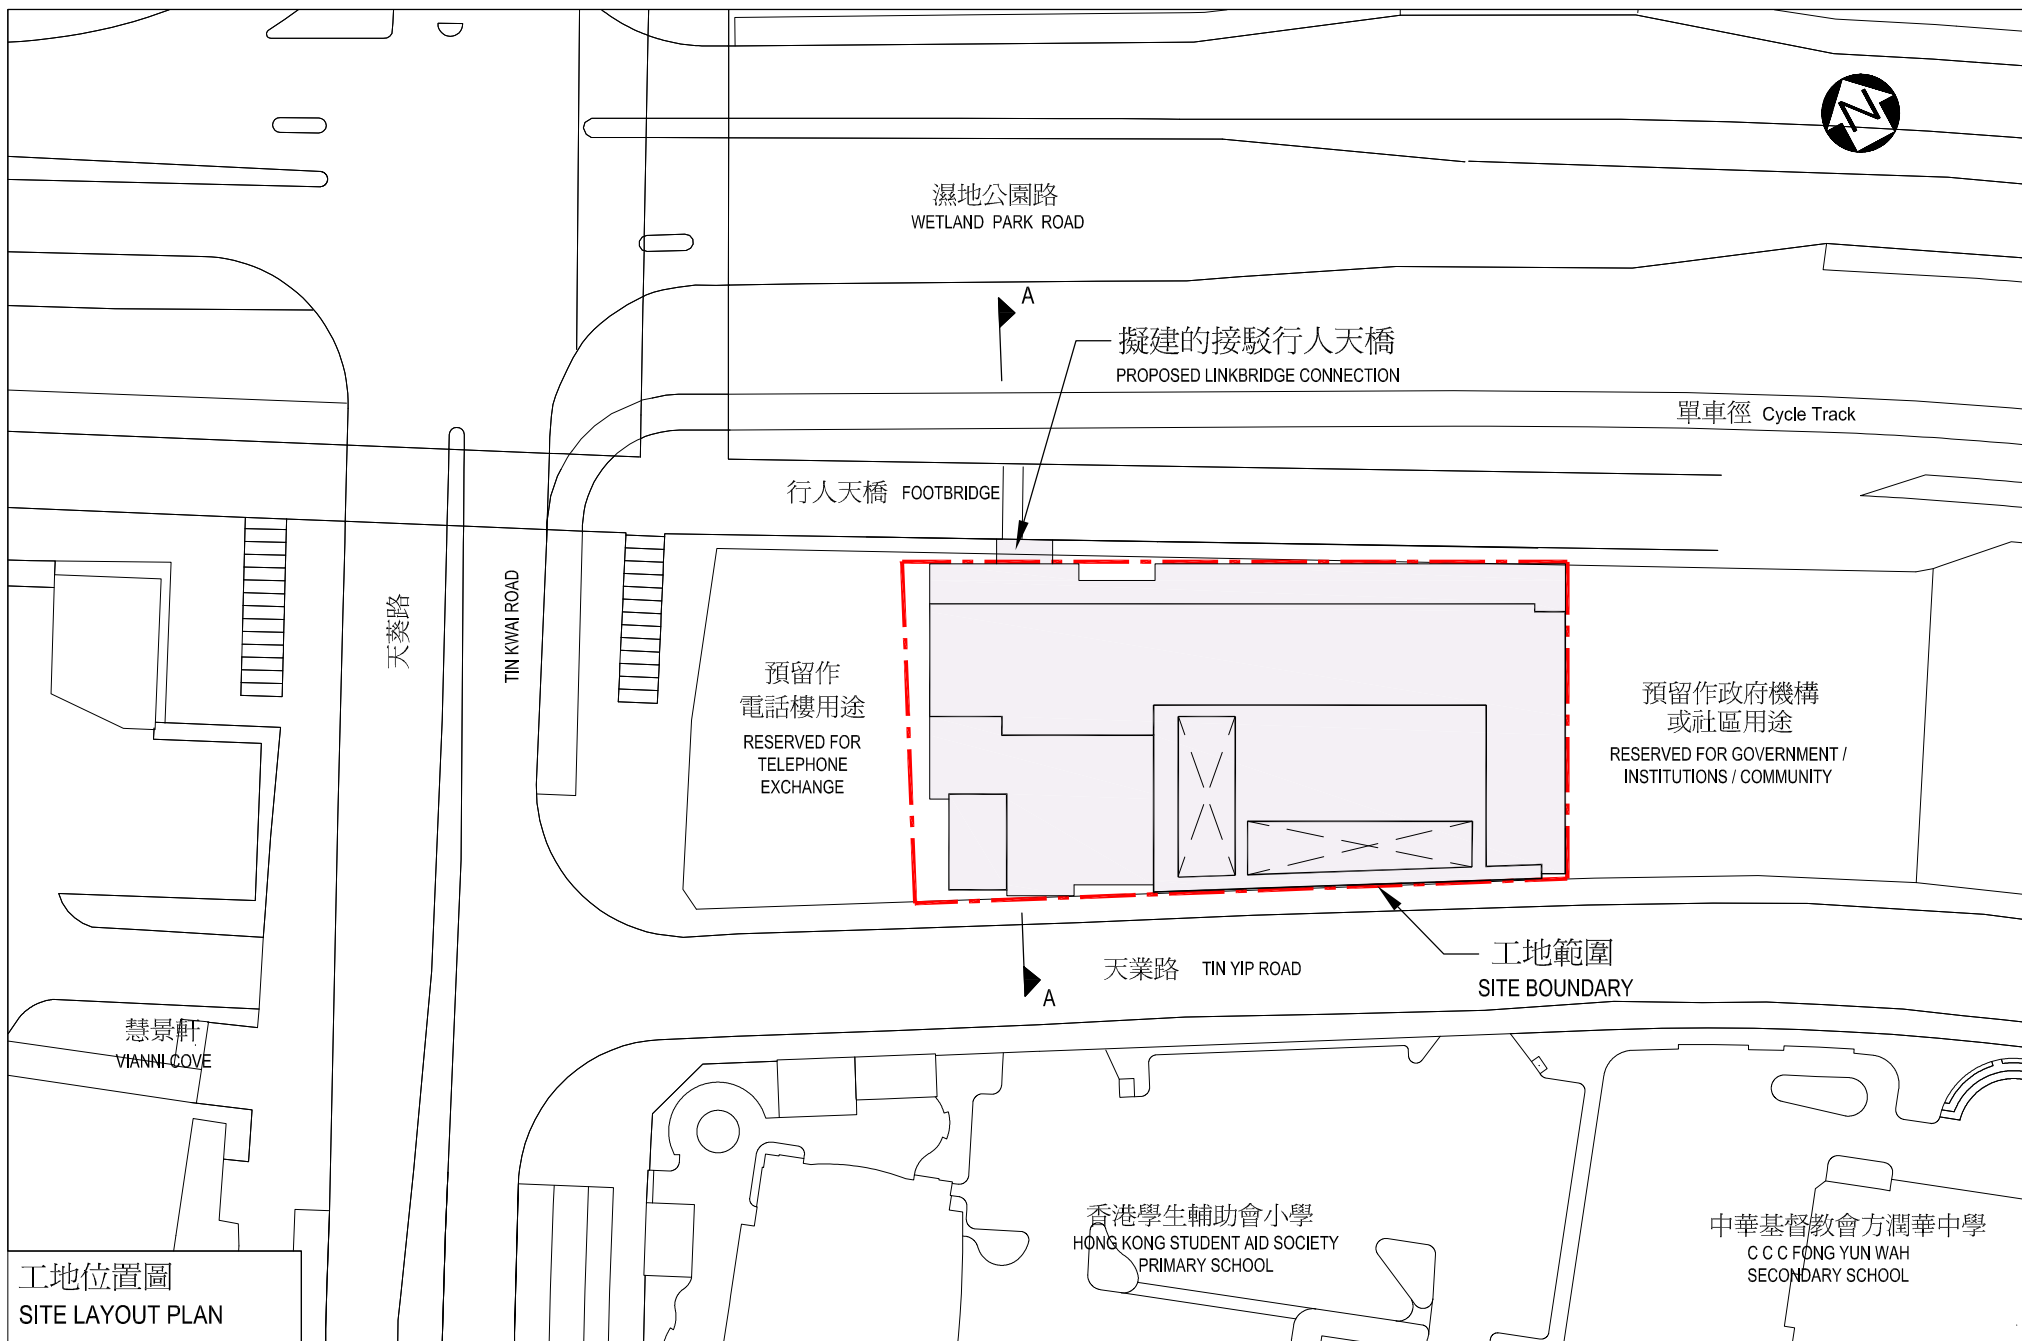 N
濕地公園路
WETLAND PARK ROAD
A
擬建的接駁行人天橋
PROPOSED LINKBRIDGE CONNECTION
單車徑 Cycle Track
行人天橋 FOOTBRIDGE
天葵路
TIN KWAI ROAD
預留作
電話樓用途
RESERVED FOR
TELEPHONE
EXCHANGE
預留作政府機構
或社區用途
RESERVED FOR GOVERNMENT /
INSTITUTIONS / COMMUNITY
工地範圍
SITE BOUNDARY
天業路 TIN YIP ROAD
A
慧景軒
VIANNI COVE
香港學生輔助會小學
HONG KONG STUDENT AID SOCIETY
PRIMARY SCHOOL
中華基督教會方潤華中學
C C C FONG YUN WAH
SECONDARY SCHOOL
工地位置圖
SITE LAYOUT PLAN